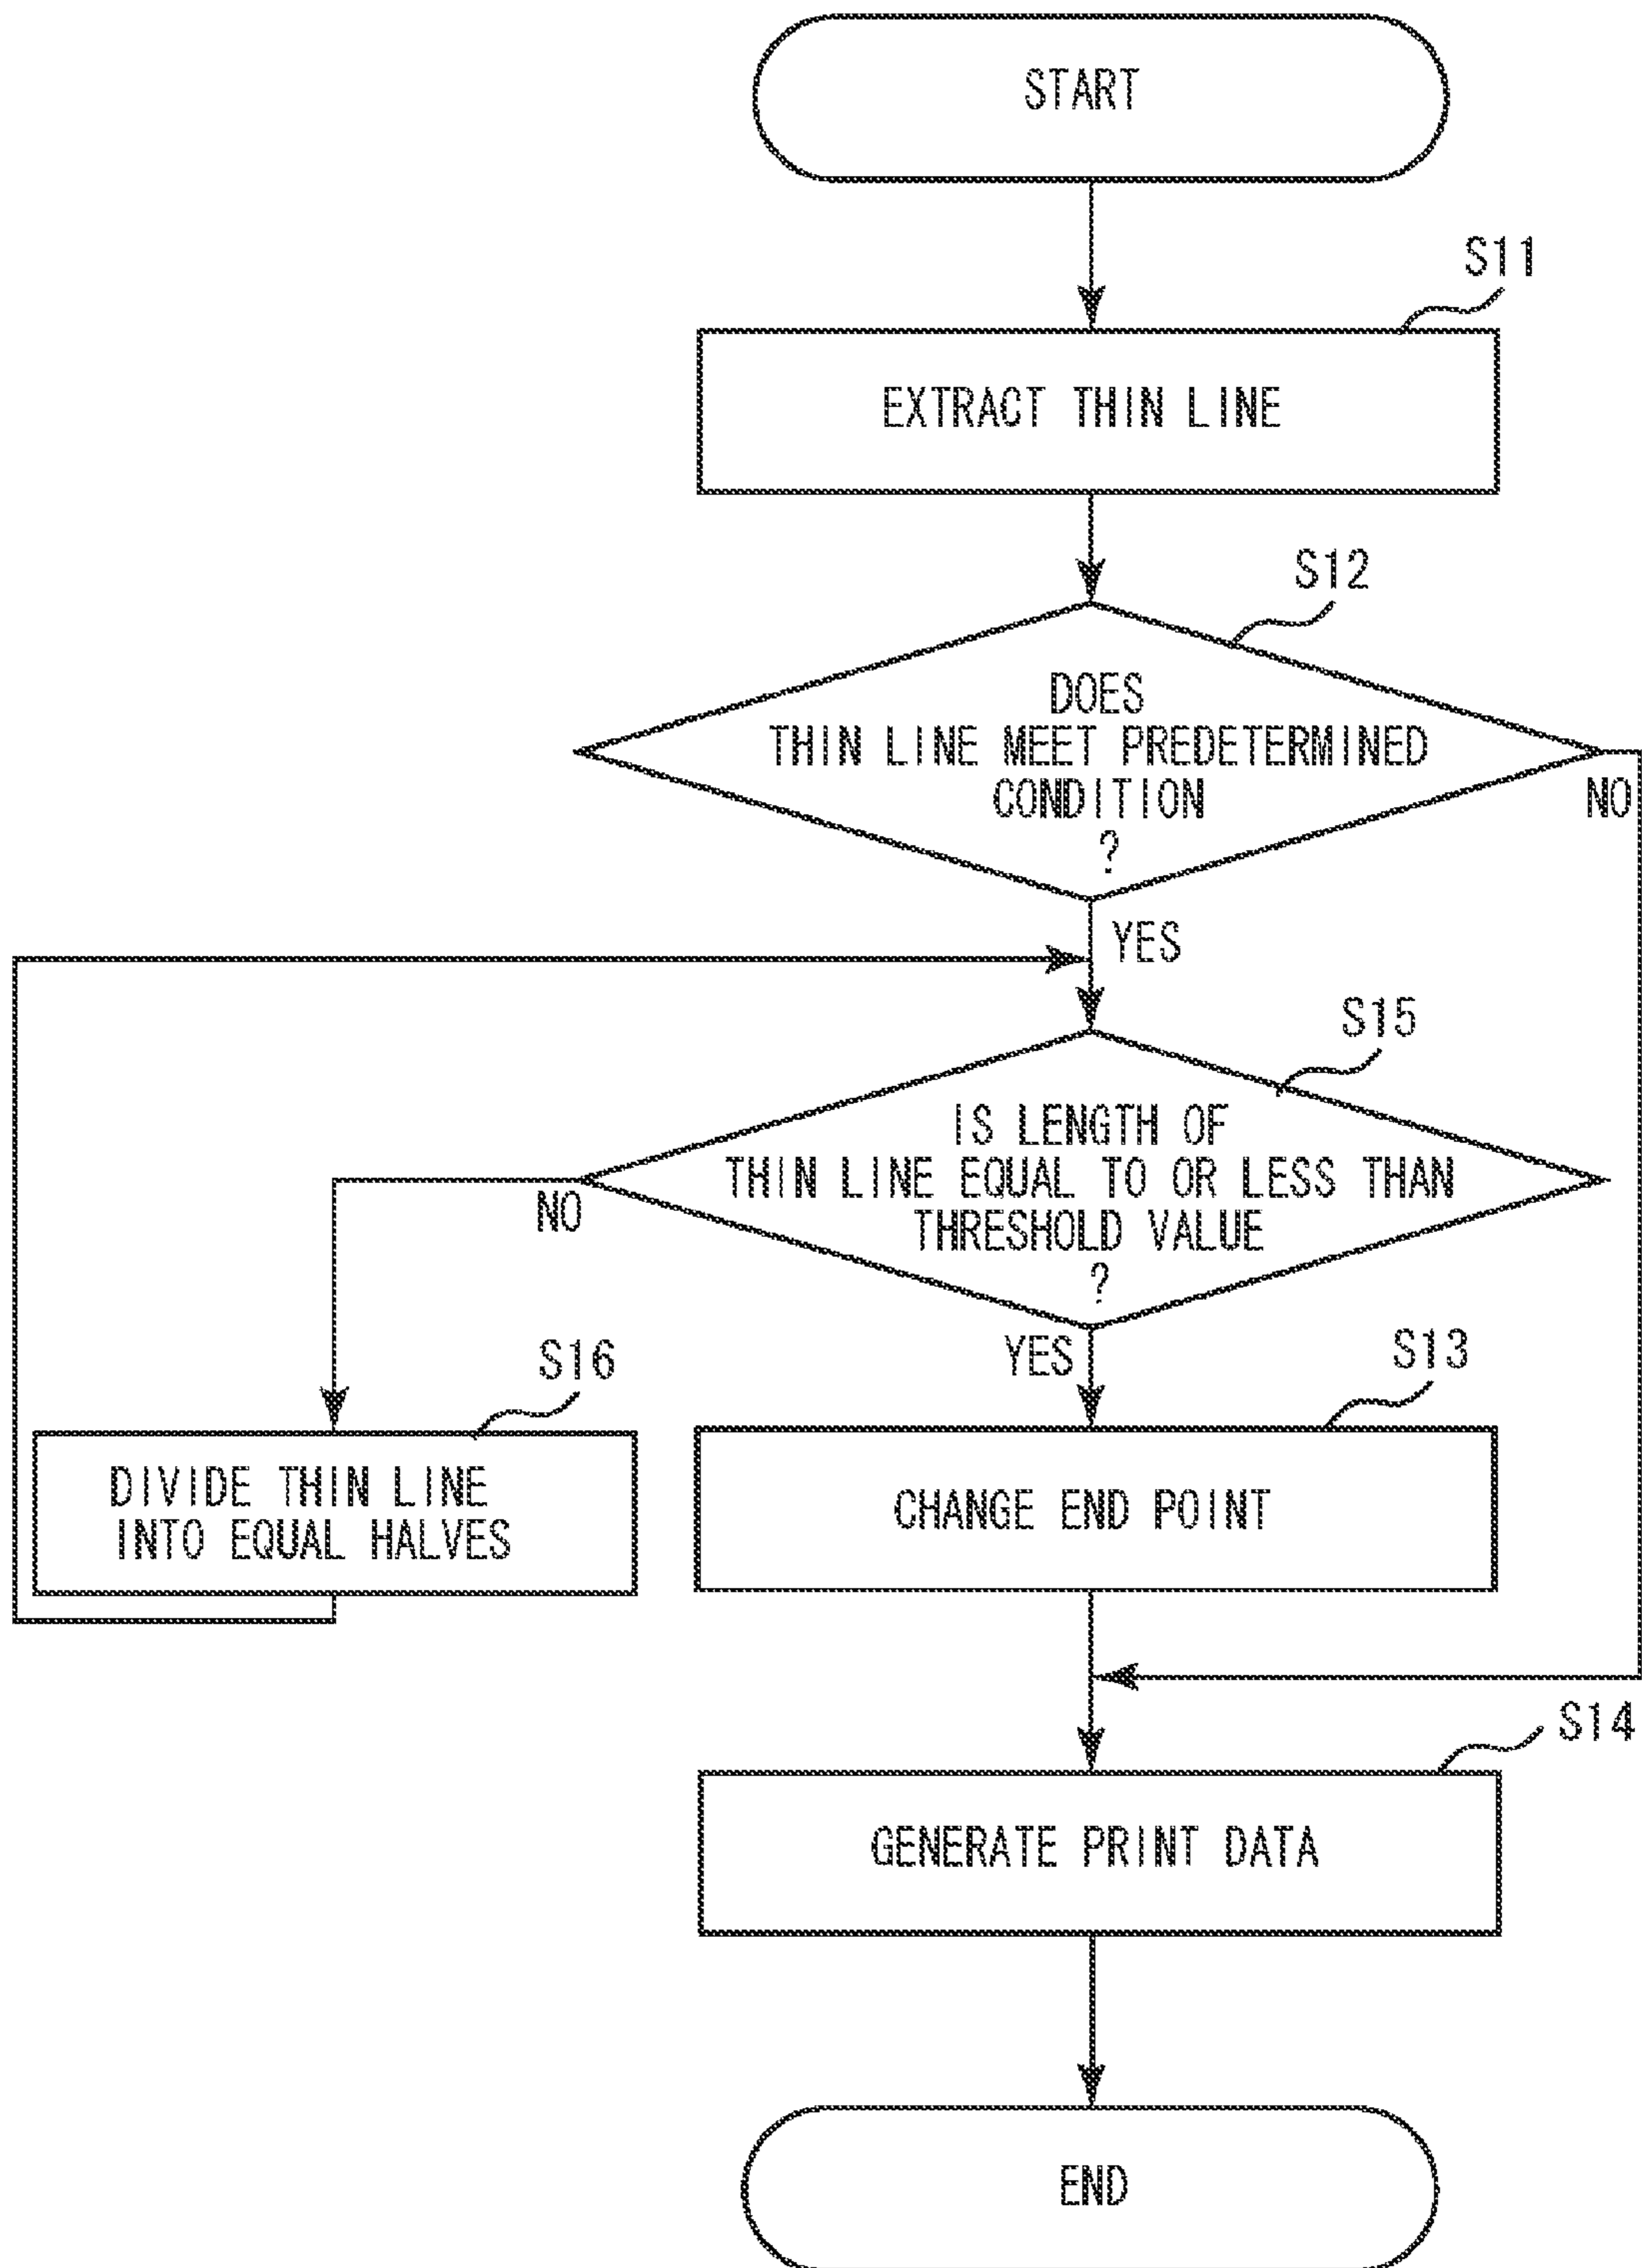 START
S11
EXTRACT THIN LINE
S12
DOES
THIN LINE MEET PREDETERMINED
CONDITION
?
NO
YES
S15
IS LENGTH OF
THIN LINE EQUAL TO OR LESS THAN
THRESHOLD VALUE
?
NO
YES
S16
DIVIDE THIN LINE
INTO EQUAL HALVES
S13
CHANGE END POINT
S14
GENERATE PRINT DATA
END